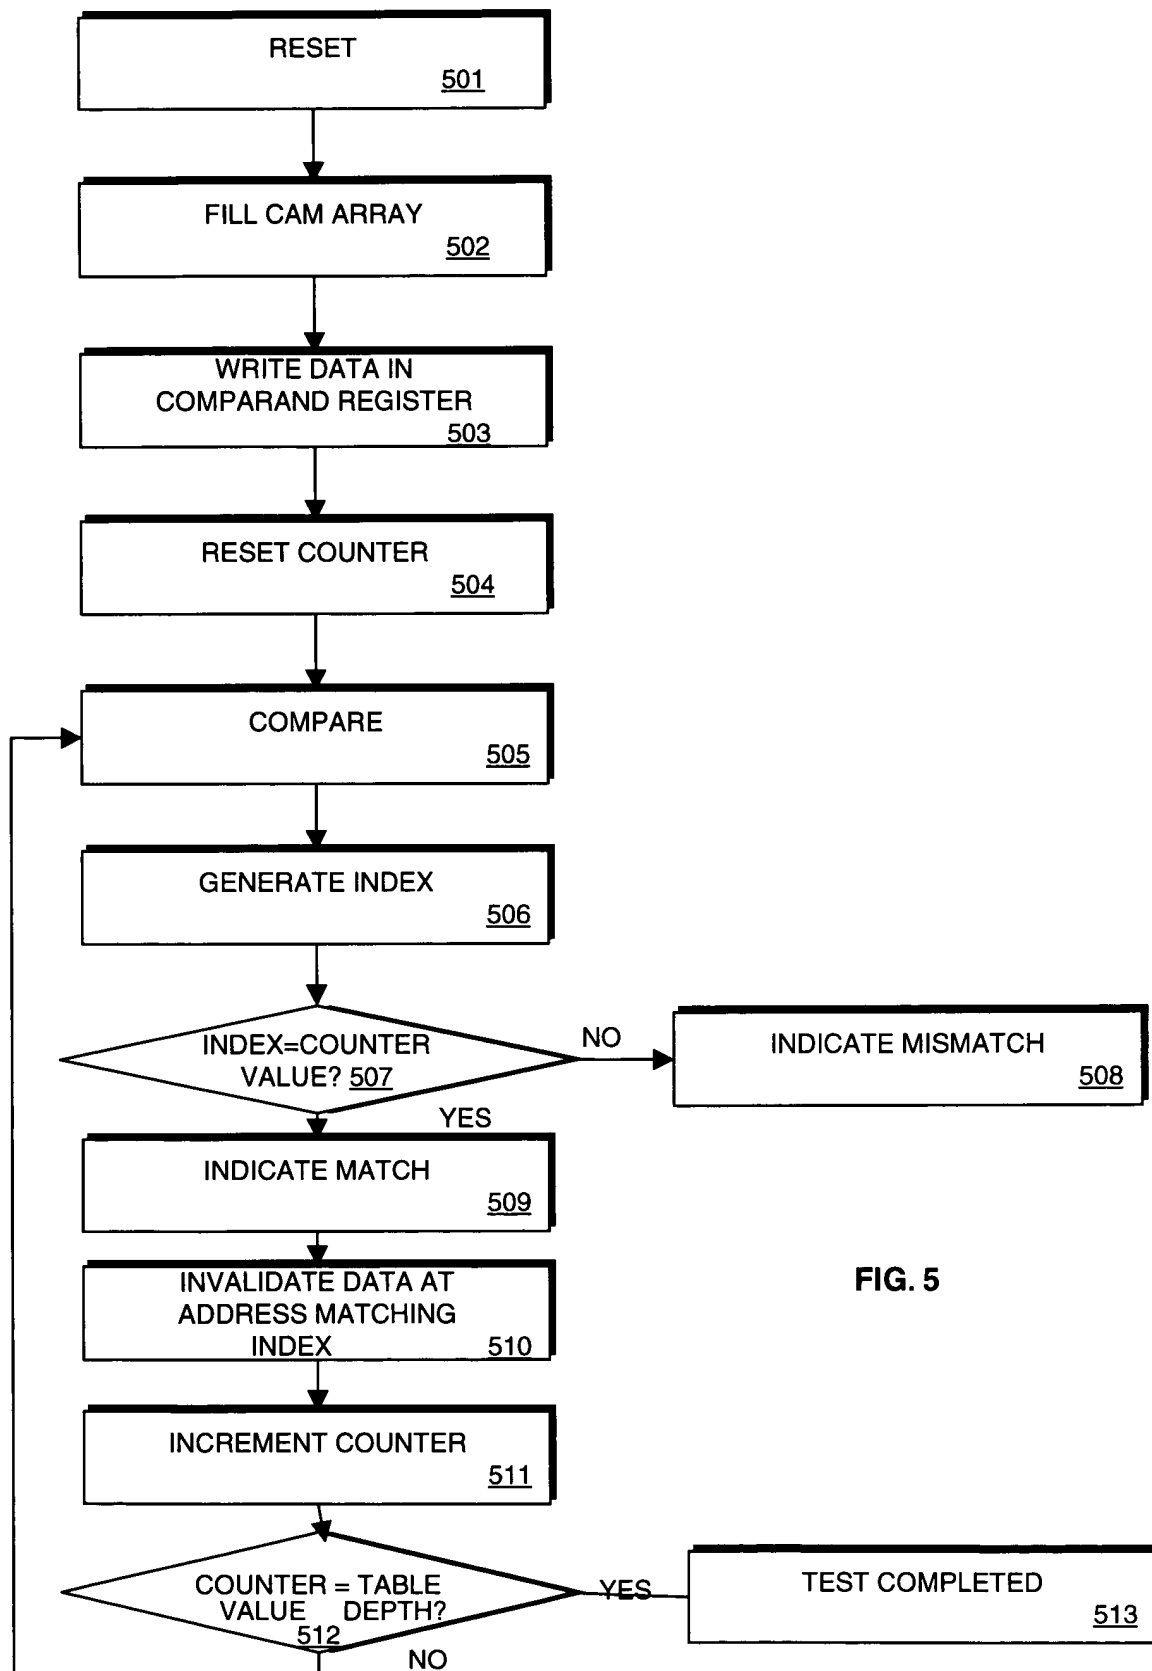 RESET
501
FILL CAM ARRAY
502
WRITE DATA IN
COMPARAND REGISTER
503
RESET COUNTER
504
COMPARE
505
GENERATE INDEX
506
INDEX=COUNTER
VALUE? 507
NO
INDICATE MISMATCH
508
YES
INDICATE MATCH
509
INVALIDATE DATA AT
ADDRESS MATCHING
INDEX 510
FIG. 5
INCREMENT COUNTER
511
COUNTER = TABLE
VALUE DEPTH?
512
YES
TEST COMPLETED
513
NO